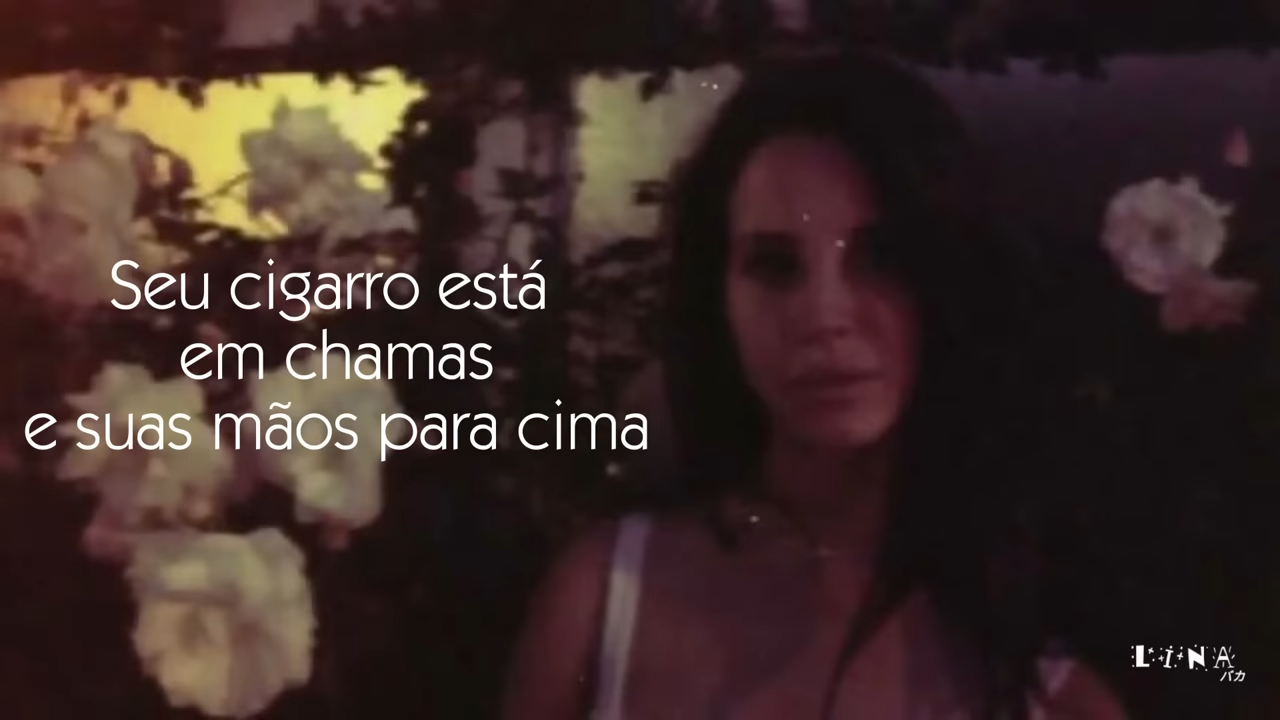 Seu cigarro está
em chamas
e suas mãos para cima
LINA
バカ